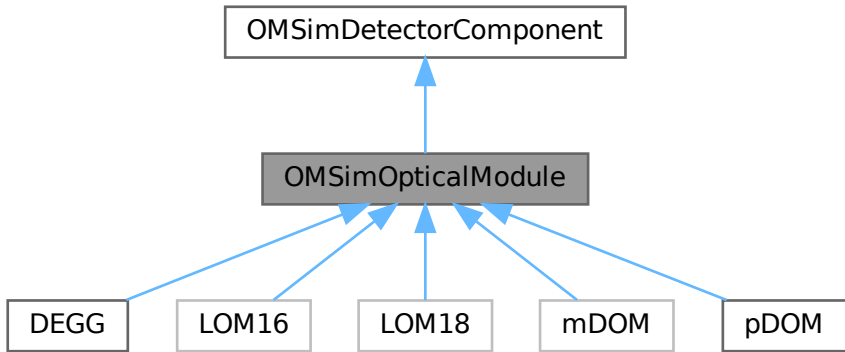 OMSimDetectorComponent
OMSimOpticalModule
DEGG
LOM16
LOM18
mDOM
pDOM